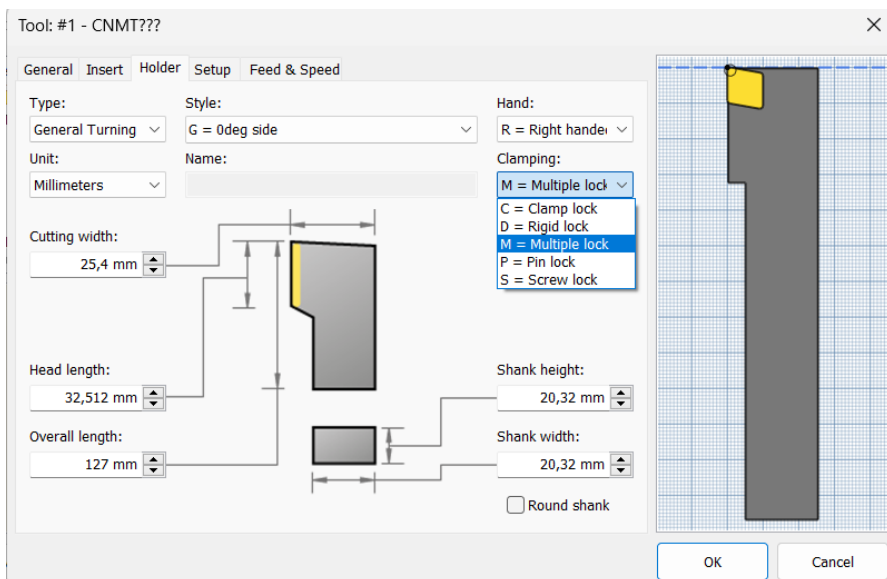 Tool: #1 - CNMT???
General Insert Holder Setup Feed & Speed
Type: Style: Hand:
General Turning G = 0deg side R = Right handed
Unit: Name: Clamping:
Millimeters M = Multiple lock
C = Clamp lock
D = Rigid lock
M = Multiple lock
P = Pin lock
S = Screw lock
Cutting width:
25,4 mm
Head length: Shank height:
32,512 mm 20,32 mm
Overall length: Shank width:
127 mm 20,32 mm
Round shank
OK Cancel